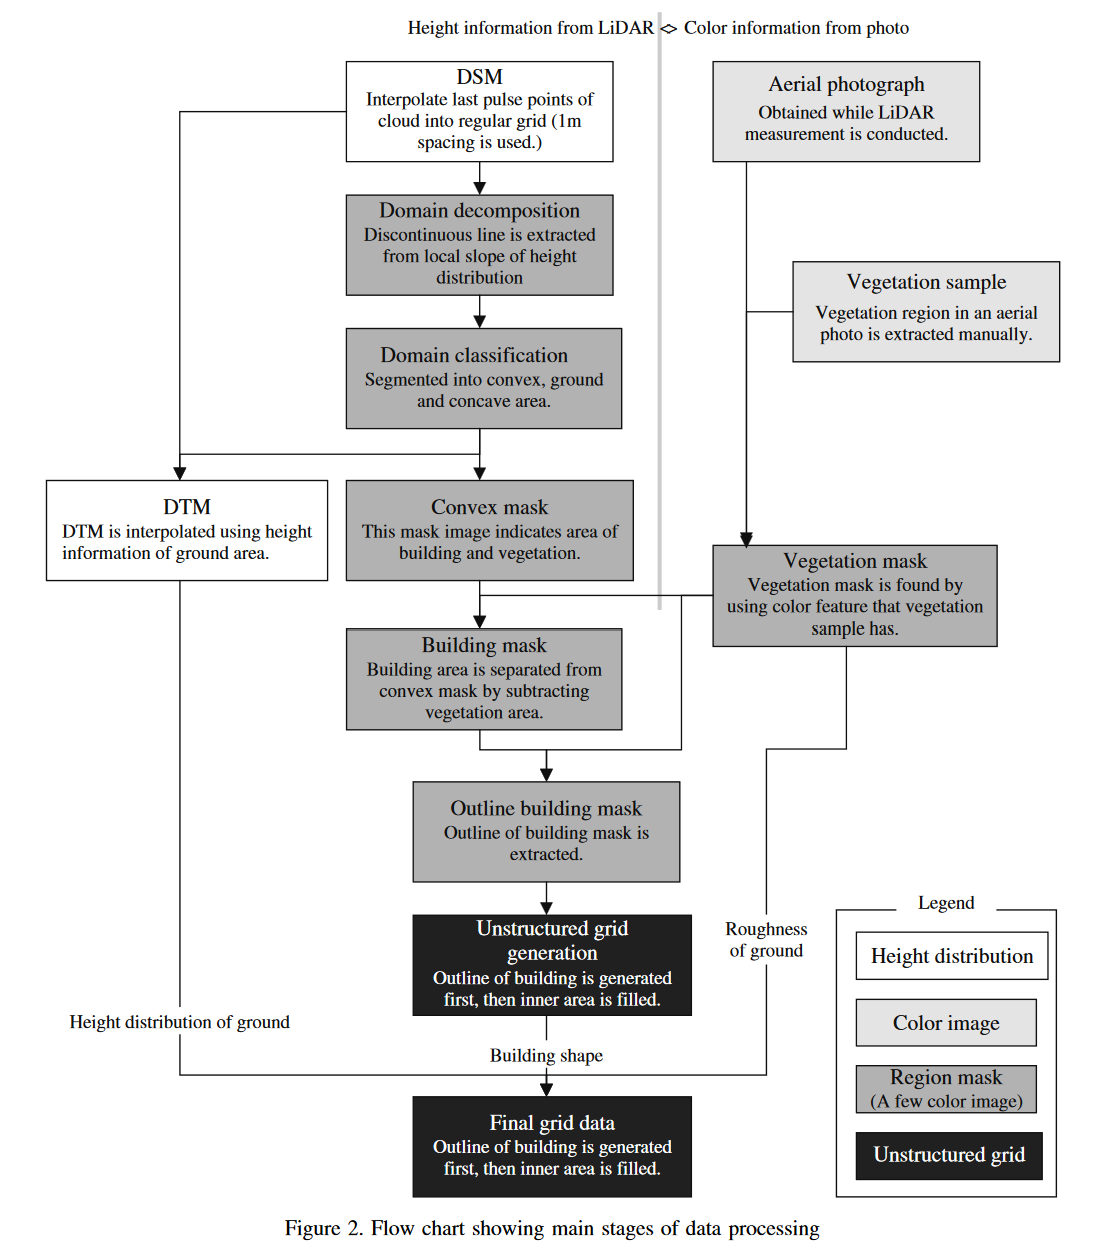 Height information from LiDAR <> Color information from photo
DSM
Interpolate last pulse points of
cloud into regular grid (1m
spacing is used.)
Aerial photograph
Obtained while LiDAR
measurement is conducted.
Domain decomposition
Discontinuous line is extracted
from local slope of height
distribution
Vegetation sample
Vegetation region in an aerial
photo is extracted manually.
Domain classification
Segmented into convex, ground
and concave area.
DTM
DTM is interpolated using height
information of ground area.
Convex mask
This mask image indicates area of
building and vegetation.
Vegetation mask
Vegetation mask is found by
using color feature that vegetation
sample has.
Building mask
Building area is separated from
convex mask by subtracting
vegetation area.
Outline building mask
Outline of building mask is
extracted.
Unstructured grid
generation
Outline of building is generated
first, then inner area is filled.
Roughness
of ground
Height distribution of ground
Building shape
Final grid data
Outline of building is generated
first, then inner area is filled.
Legend
Height distribution
Color image
Region mask
(A few color image)
Unstructured grid
Figure 2. Flow chart showing main stages of data processing